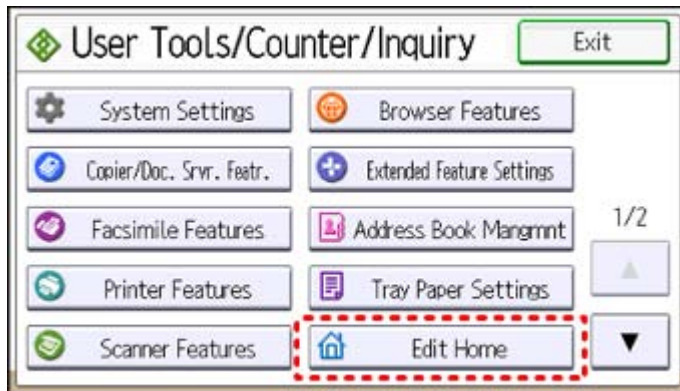 User Tools/Counter/Inquiry
Exit
System Settings
Browser Features
Copier/Doc. Srvr. Featr.
Extended Feature Settings
Facsimile Features
Address Book Mangmnt
1/2
Printer Features
Tray Paper Settings
Scanner Features
Edit Home